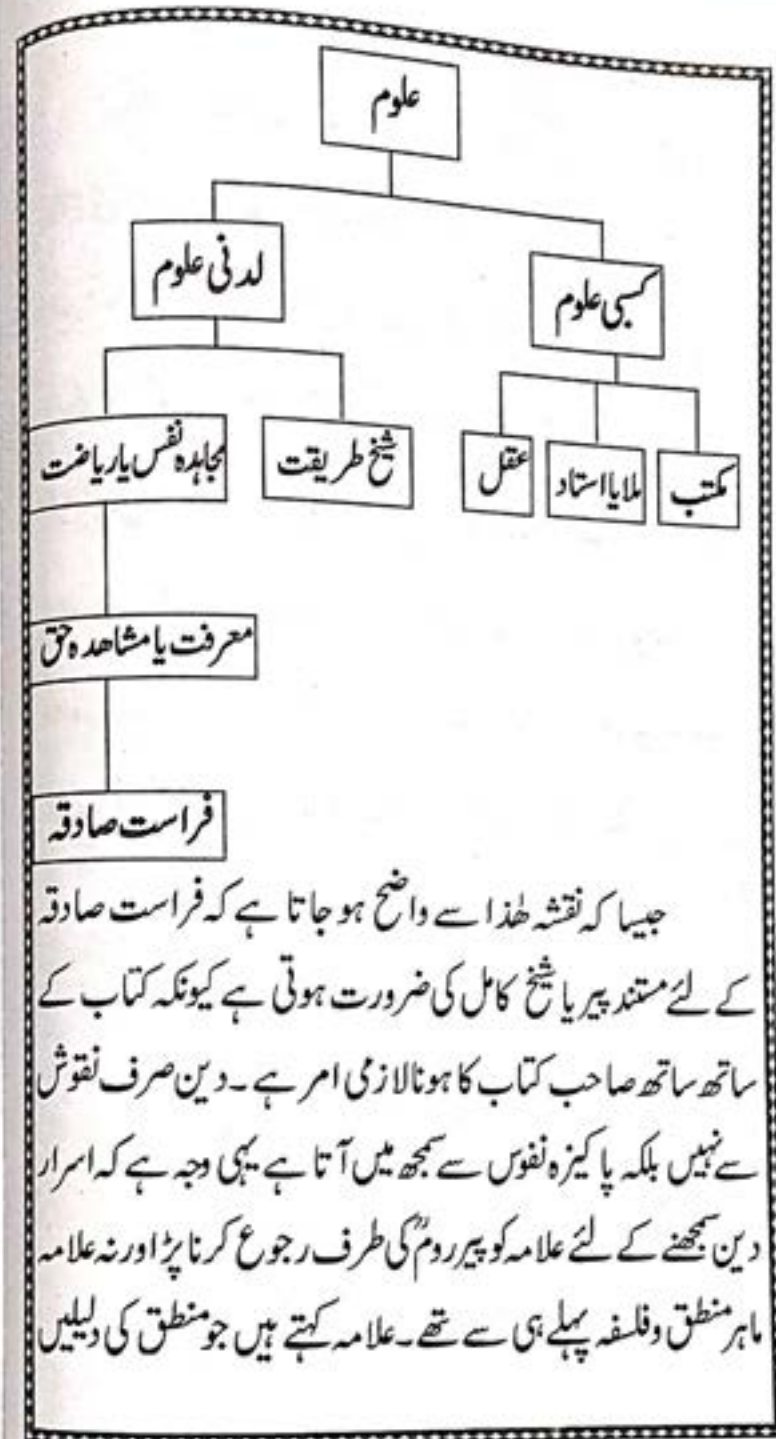 علوم
کسبی علوم
لدنی علوم
مکتب
ملا یا استاد
عقل
شیخ طریقت
مجاہدہ نفس یا ریاضت
معرفت یا مشاھدہ حق
فراست صادقہ
جیسا کہ نقشہ ھٰذا سے واضح ہو جاتا ہے کہ فراست صادقہ
کے لئے مستند پیر یا شیخ کامل کی ضرورت ہوتی ہے کیونکہ کتاب کے
ساتھ ساتھ صاحب کتاب کا ہونا لازمی امر ہے۔ دین صرف نقوش
سے نہیں بلکہ پاکیزہ نفوس سے سمجھ میں آتا ہے یہی وجہ ہے کہ اسرار
دین سمجھنے کے لئے علامہ کو پیر رومؒ کی طرف رجوع کرنا پڑا ورنہ علامہ
ماہر منطق و فلسفہ پہلے ہی سے تھے۔ علامہ کہتے ہیں جو منطق کی دلیلیں